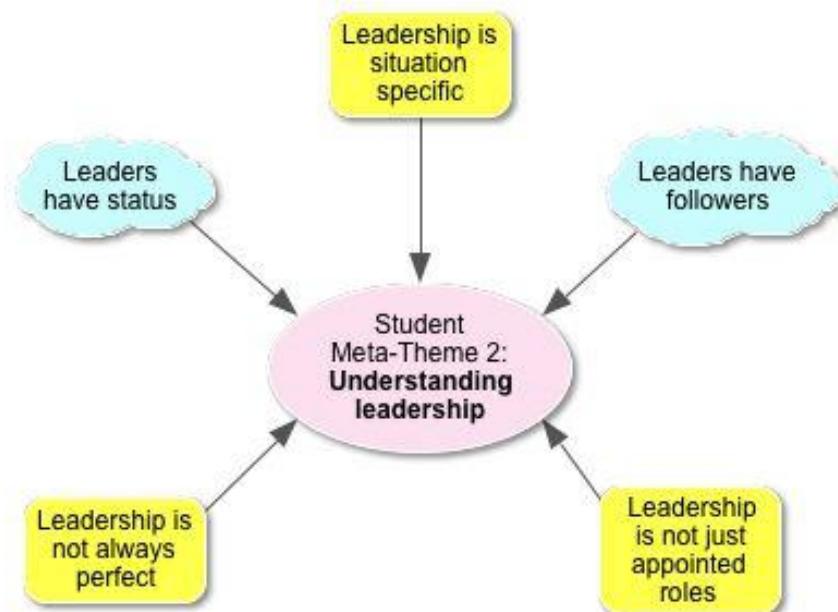 Leadership is
situation
specific
Leaders
have status
Leaders have
followers
Student
Meta-Theme 2:
Understanding
leadership
Leadership is
not always
perfect
Leadership
is not just
appointed
roles